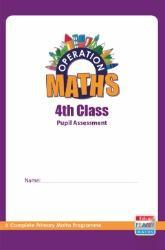 OPERATION
MATHS
4th Class
Pupil Assessment
Name:
A Complete Primary Maths Programme